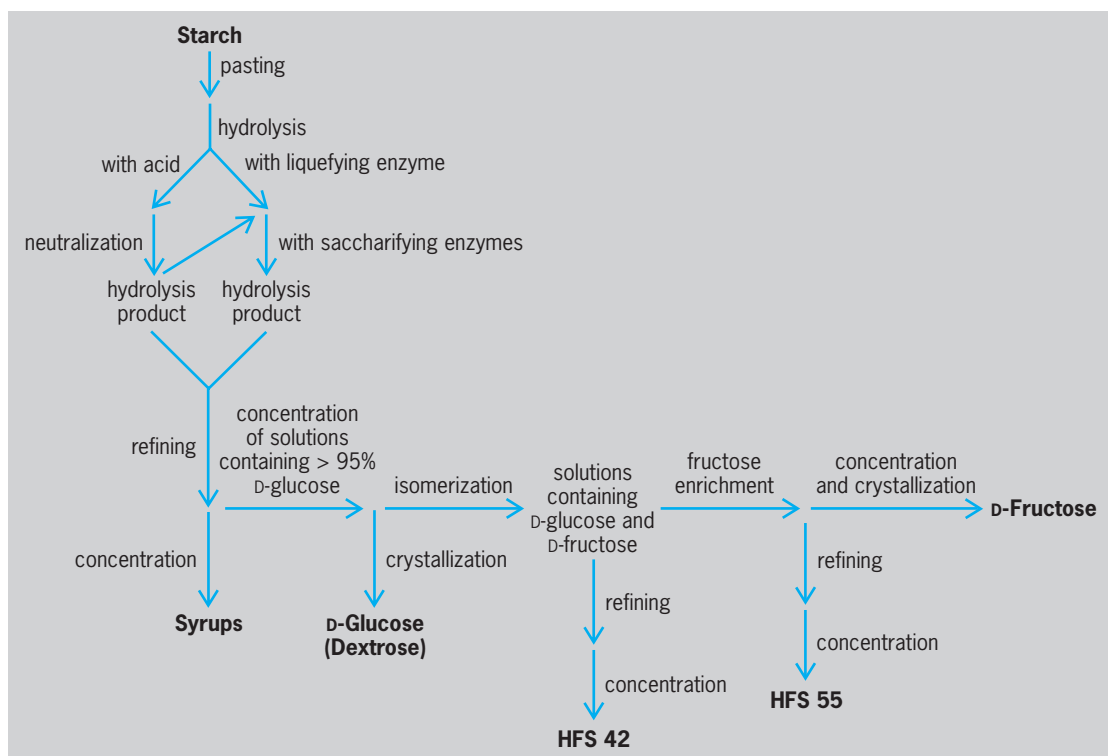 Starch
pasting
hydrolysis
with acid
with liquefying enzyme
neutralization
with saccharifying enzymes
hydrolysis
product
hydrolysis
product
refining
concentration
of solutions
containing > 95%
D-glucose
isomerization
solutions
containing
D-glucose and
D-fructose
fructose
enrichment
concentration
and crystallization
D-Fructose
concentration
crystallization
refining
refining
Syrups
D-Glucose
(Dextrose)
concentration
concentration
HFS 55
HFS 42